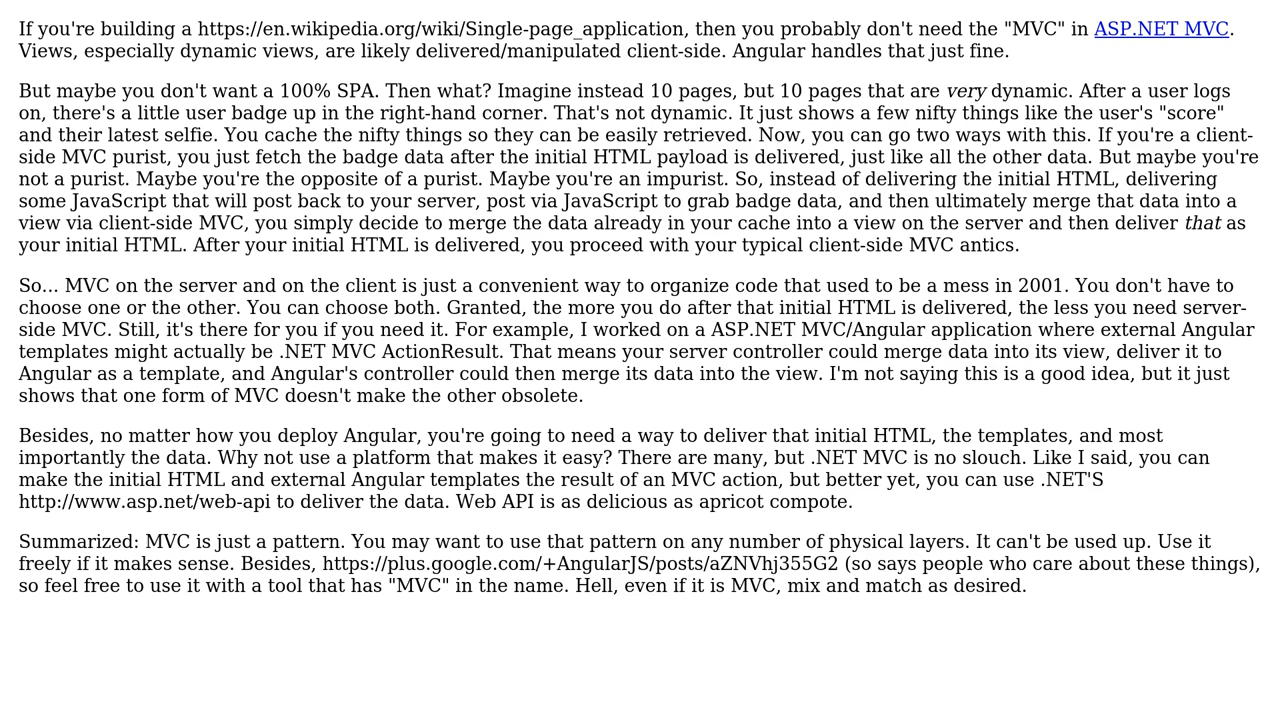 If you're building a https://en.wikipedia.org/wiki/Single-page_application, then you probably don't need the "MVC" in ASP.NET MVC.
Views, especially dynamic views, are likely delivered/manipulated client-side. Angular handles that just fine.
But maybe you don't want a 100% SPA. Then what? Imagine instead 10 pages, but 10 pages that are very dynamic. After a user logs
on, there's a little user badge up in the right-hand corner. That's not dynamic. It just shows a few nifty things like the user's "score"
and their latest selfie. You cache the nifty things so they can be easily retrieved. Now, you can go two ways with this. If you're a client-
side MVC purist, you just fetch the badge data after the initial HTML payload is delivered, just like all the other data. But maybe you're
not a purist. Maybe you're the opposite of a purist. Maybe you're an impurist. So, instead of delivering the initial HTML, delivering
some JavaScript that will post back to your server, post via JavaScript to grab badge data, and then ultimately merge that data into a
view via client-side MVC, you simply decide to merge the data already in your cache into a view on the server and then deliver that as
your initial HTML. After your initial HTML is delivered, you proceed with your typical client-side MVC antics.
So... MVC on the server and on the client is just a convenient way to organize code that used to be a mess in 2001. You don't have to
choose one or the other. You can choose both. Granted, the more you do after that initial HTML is delivered, the less you need server-
side MVC. Still, it's there for you if you need it. For example, I worked on a ASP.NET MVC/Angular application where external Angular
templates might actually be .NET MVC ActionResult. That means your server controller could merge data into its view, deliver it to
Angular as a template, and Angular's controller could then merge its data into the view. I'm not saying this is a good idea, but it just
shows that one form of MVC doesn't make the other obsolete.
Besides, no matter how you deploy Angular, you're going to need a way to deliver that initial HTML, the templates, and most
importantly the data. Why not use a platform that makes it easy? There are many, but .NET MVC is no slouch. Like I said, you can
make the initial HTML and external Angular templates the result of an MVC action, but better yet, you can use .NET'S
http://www.asp.net/web-api to deliver the data. Web API is as delicious as apricot compote.
Summarized: MVC is just a pattern. You may want to use that pattern on any number of physical layers. It can't be used up. Use it
freely if it makes sense. Besides, https://plus.google.com/+AngularJS/posts/aZNVhj355G2 (so says people who care about these things),
so feel free to use it with a tool that has "MVC" in the name. Hell, even if it is MVC, mix and match as desired.